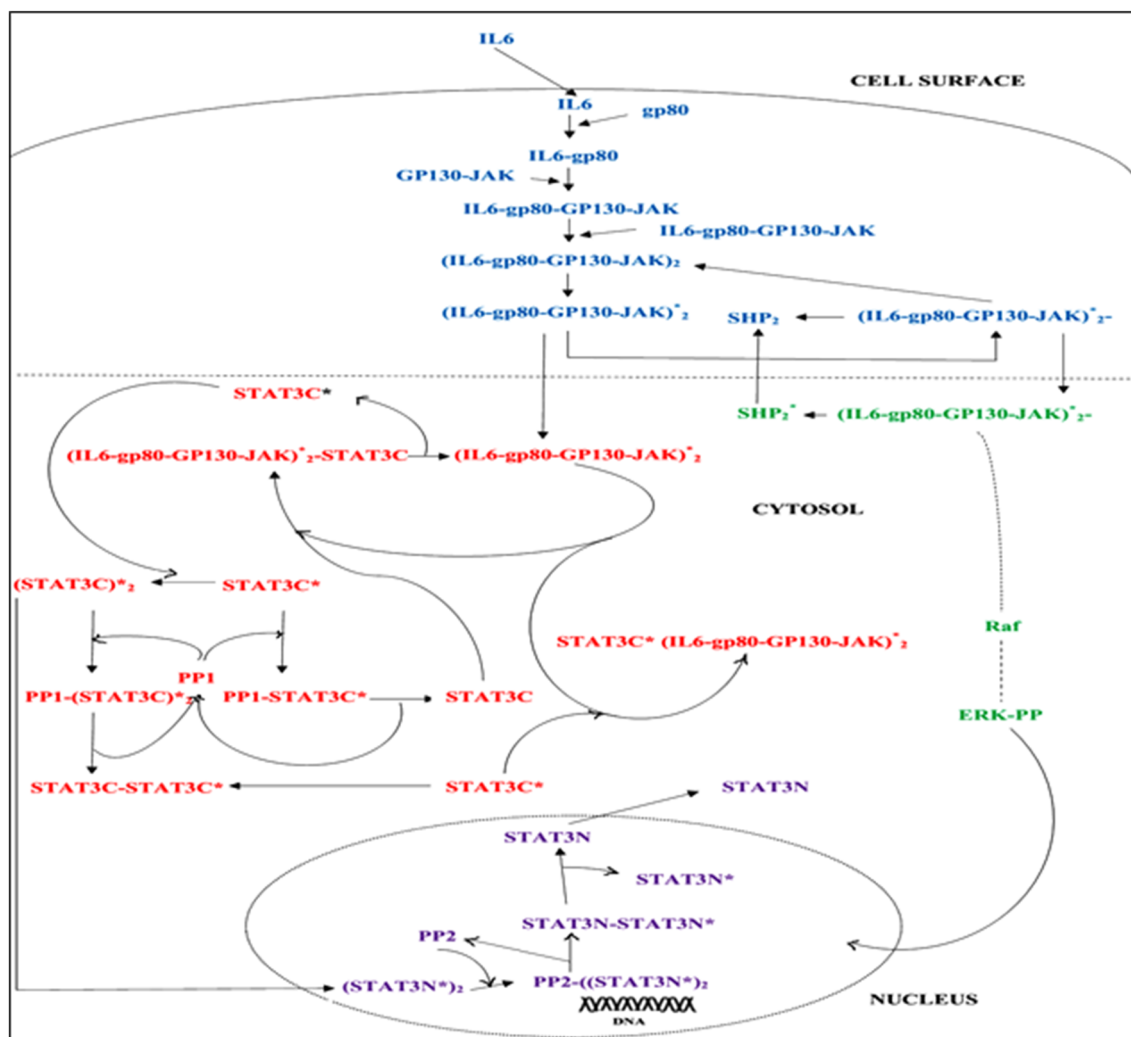 IL6
CELL SURFACE
IL6
gp80
IL6-gp80
GP130-JAK
IL6-gp80-GP130-JAK
IL6-gp80-GP130-JAK
(IL6-gp80-GP130-JAK)₂
(IL6-gp80-GP130-JAK)*₂
SHP₂
(IL6-gp80-GP130-JAK)*₂-
STAT3C*
SHP₂*
(IL6-gp80-GP130-JAK)*₂-
(IL6-gp80-GP130-JAK)*₂-STAT3C
(IL6-gp80-GP130-JAK)*₂
CYTOSOL
(STAT3C)*₂
STAT3C*
Raf
STAT3C* (IL6-gp80-GP130-JAK)*₂
PP1
PP1-(STAT3C)*₂
PP1-STAT3C*
STAT3C
ERK-PP
STAT3C-STAT3C*
STAT3C*
STAT3N
STAT3N
STAT3N*
STAT3N-STAT3N*
PP2
(STAT3N*)₂
PP2-((STAT3N*)₂
NUCLEUS
DNA